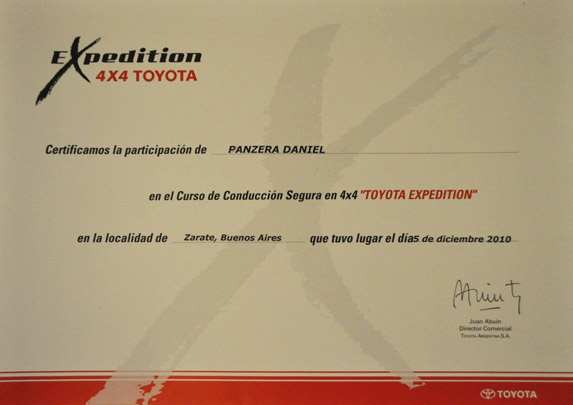 Expedition
4X4 TOYOTA
Certificamos la participación de PANZERA DANIEL
en el Curso de Conducción Segura en 4x4 "TOYOTA EXPEDITION"
en la localidad de Zarate, Buenos Aires que tuvo lugar el día5 de diciembre 2010
Juan Abuin
Director Comercial
TOYOTA ARGENTINA S.A.
TOYOTA